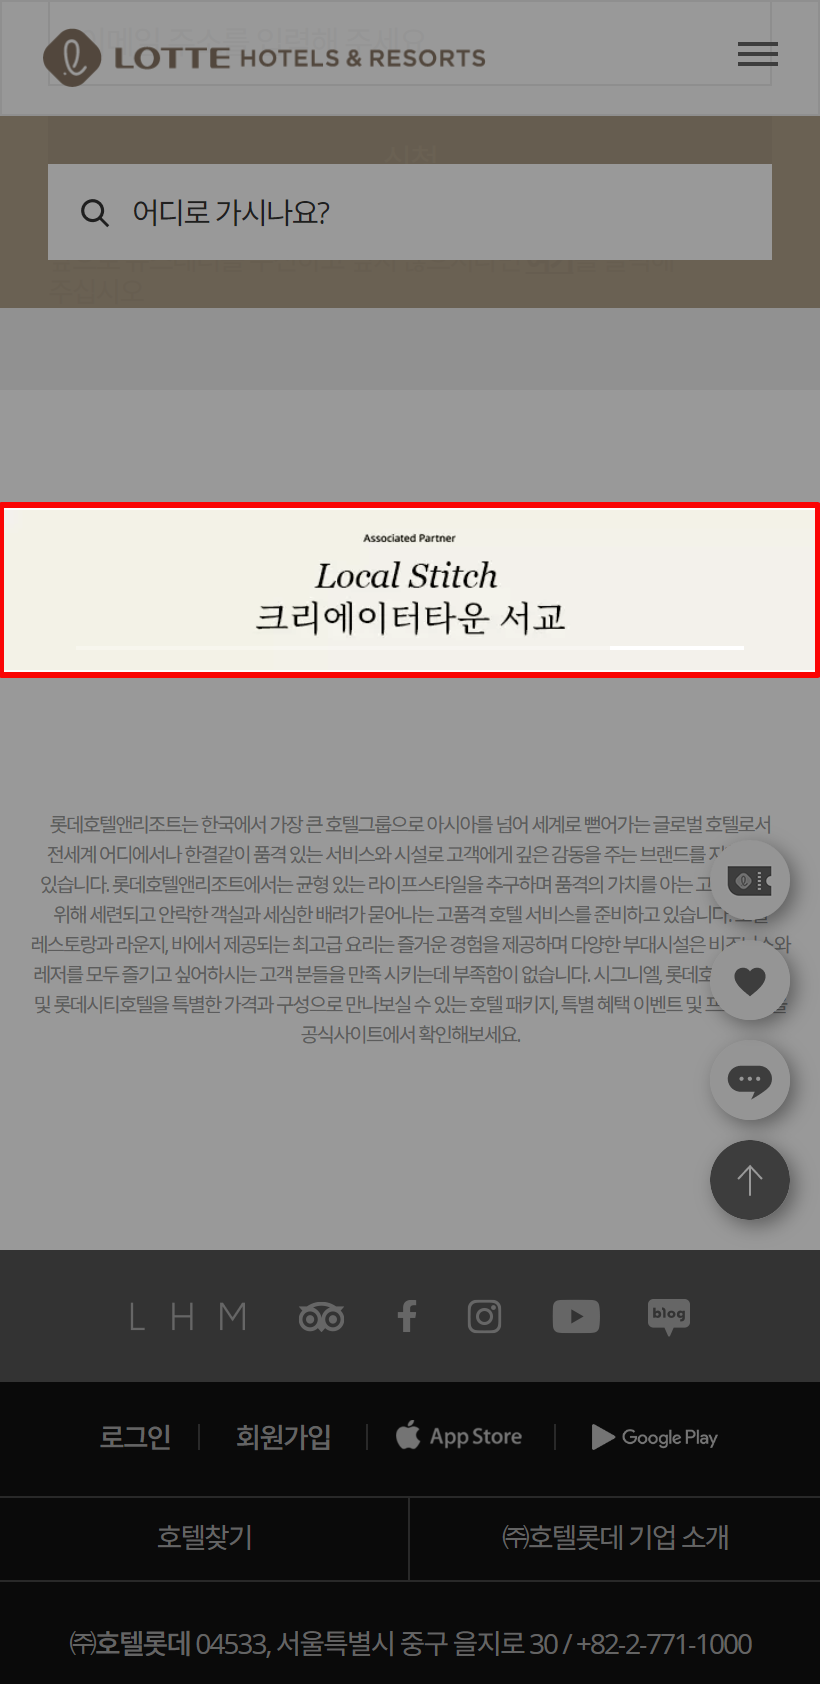 LOTTE HOTELS & RESORTS
어디로 가시나요?
주십시오
Associated Partner
Local Stitch
크리에이터타운 서교
롯데호텔앤리조트는 한국에서 가장 큰 호텔그룹으로 아시아를 넘어 세계로 뻗어가는 글로벌 호텔로서
전세계 어디에서나 한결같이 품격 있는 서비스와 시설로 고객에게 깊은 감동을 주는 브랜드를
있습니다. 롯데호텔앤리조트에서는 균형 있는 라이프스타일을 추구하며 품격의 가치를 아는
위해 세련되고 안락한 객실과 세심한 배려가 묻어나는 고품격 호텔 서비스를 준비하고 있습니다.
레스토랑과 라운지, 바에서 제공되는 최고급 요리는 즐거운 경험을 제공하며 다양한 부대시설은 비즈니스와
레저를 모두 즐기고 싶어하시는 고객 분들을 만족 시키는데 부족함이 없습니다. 시그니엘,
및 롯데시티호텔을 특별한 가격과 구성으로 만나보실 수 있는 호텔 패키지, 특별 혜택 이벤트 및
공식사이트에서 확인해보세요.
L H M
blog
로그인 회원가입 App Store Google Play
호텔찾기 ㈜호텔롯데 기업 소개
㈜호텔롯데 04533, 서울특별시 중구 을지로 30 / +82-2-771-1000